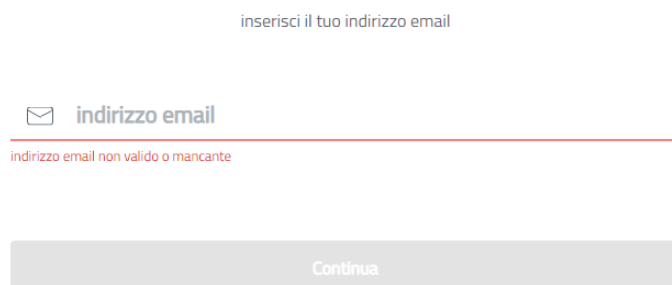 inserisci il tuo indirizzo email
indirizzo email
indirizzo email non valido o mancante
Continua